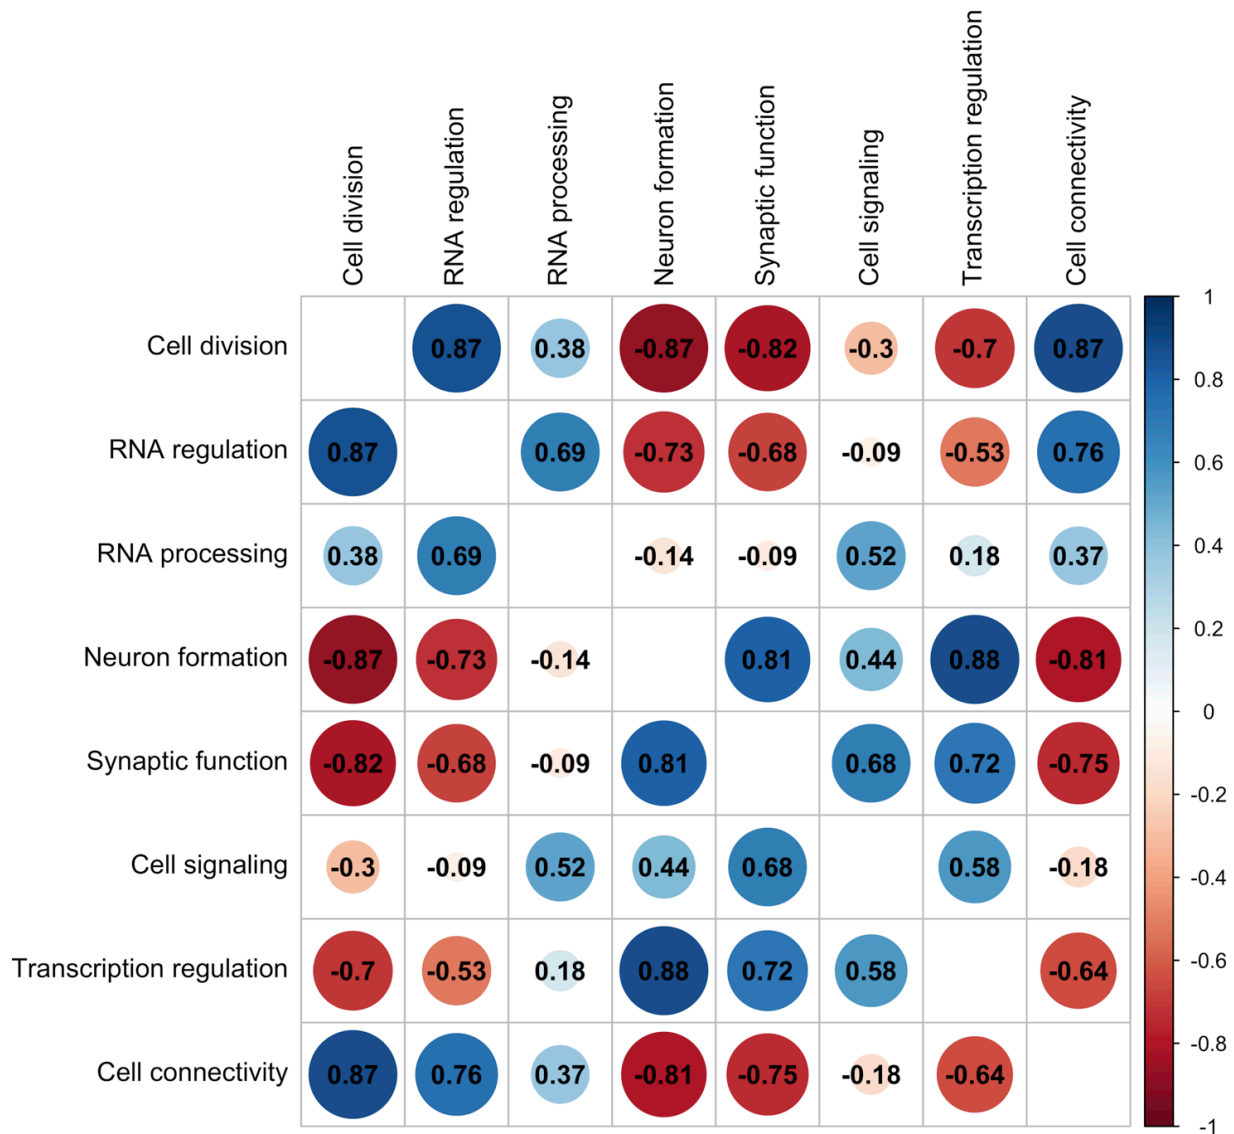 Cell division
RNA regulation
RNA processing
Neuron formation
Synaptic function
Cell signaling
Transcription regulation
Cell connectivity
Cell division 0.87 0.38 -0.87 -0.82 -0.3 -0.7 0.87
RNA regulation 0.87 0.69 -0.73 -0.68 -0.09 -0.53 0.76
RNA processing 0.38 0.69 -0.14 -0.09 0.52 0.18 0.37
Neuron formation -0.87 -0.73 -0.14 0.81 0.44 0.88 -0.81
Synaptic function -0.82 -0.68 -0.09 0.81 0.68 0.72 -0.75
Cell signaling -0.3 -0.09 0.52 0.44 0.68 0.58 -0.18
Transcription regulation -0.7 -0.53 0.18 0.88 0.72 0.58 -0.64
Cell connectivity 0.87 0.76 0.37 -0.81 -0.75 -0.18 -0.64
1
0.8
0.6
0.4
0.2
0
-0.2
-0.4
-0.6
-0.8
-1